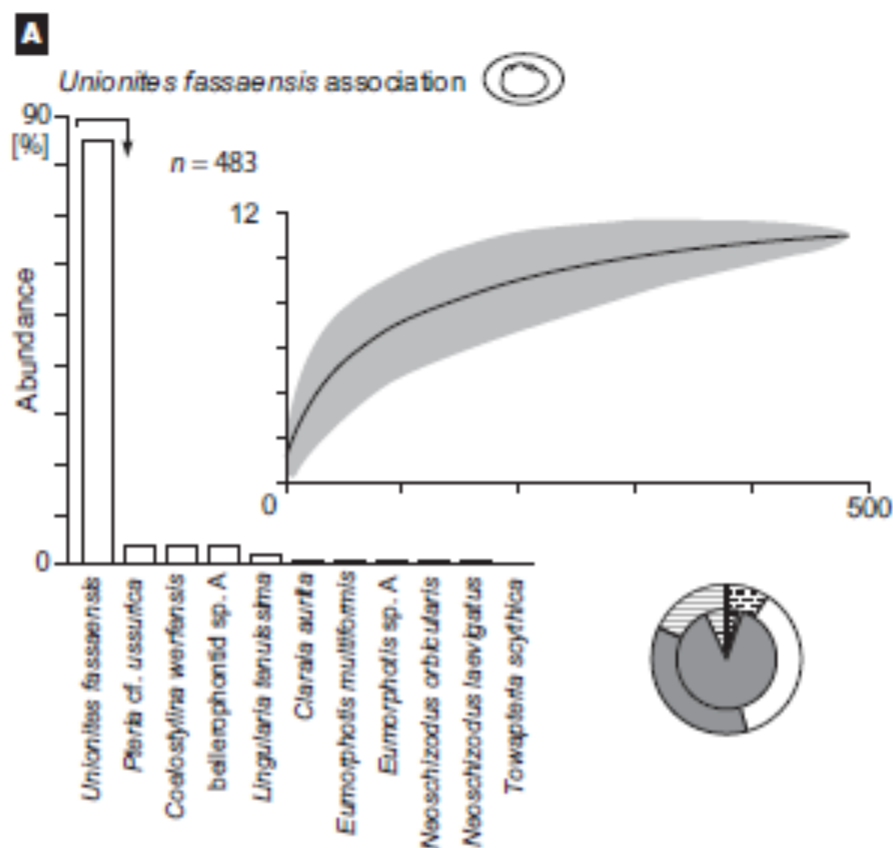 A
Unionites fassaensis association
90
[%]
n = 483
12
Abundance
0
500
0
Unionites fassaensis
Pteria cf. ussurica
Coelostylina werfensis
bellerophontid sp. A
Lingularia tenuissima
Claraia aurita
Eumorphotis multiformis
Eumorphotis sp. A
Neoschizodus orbicularis
Neoschizodus laevigatus
Towapteria scythica